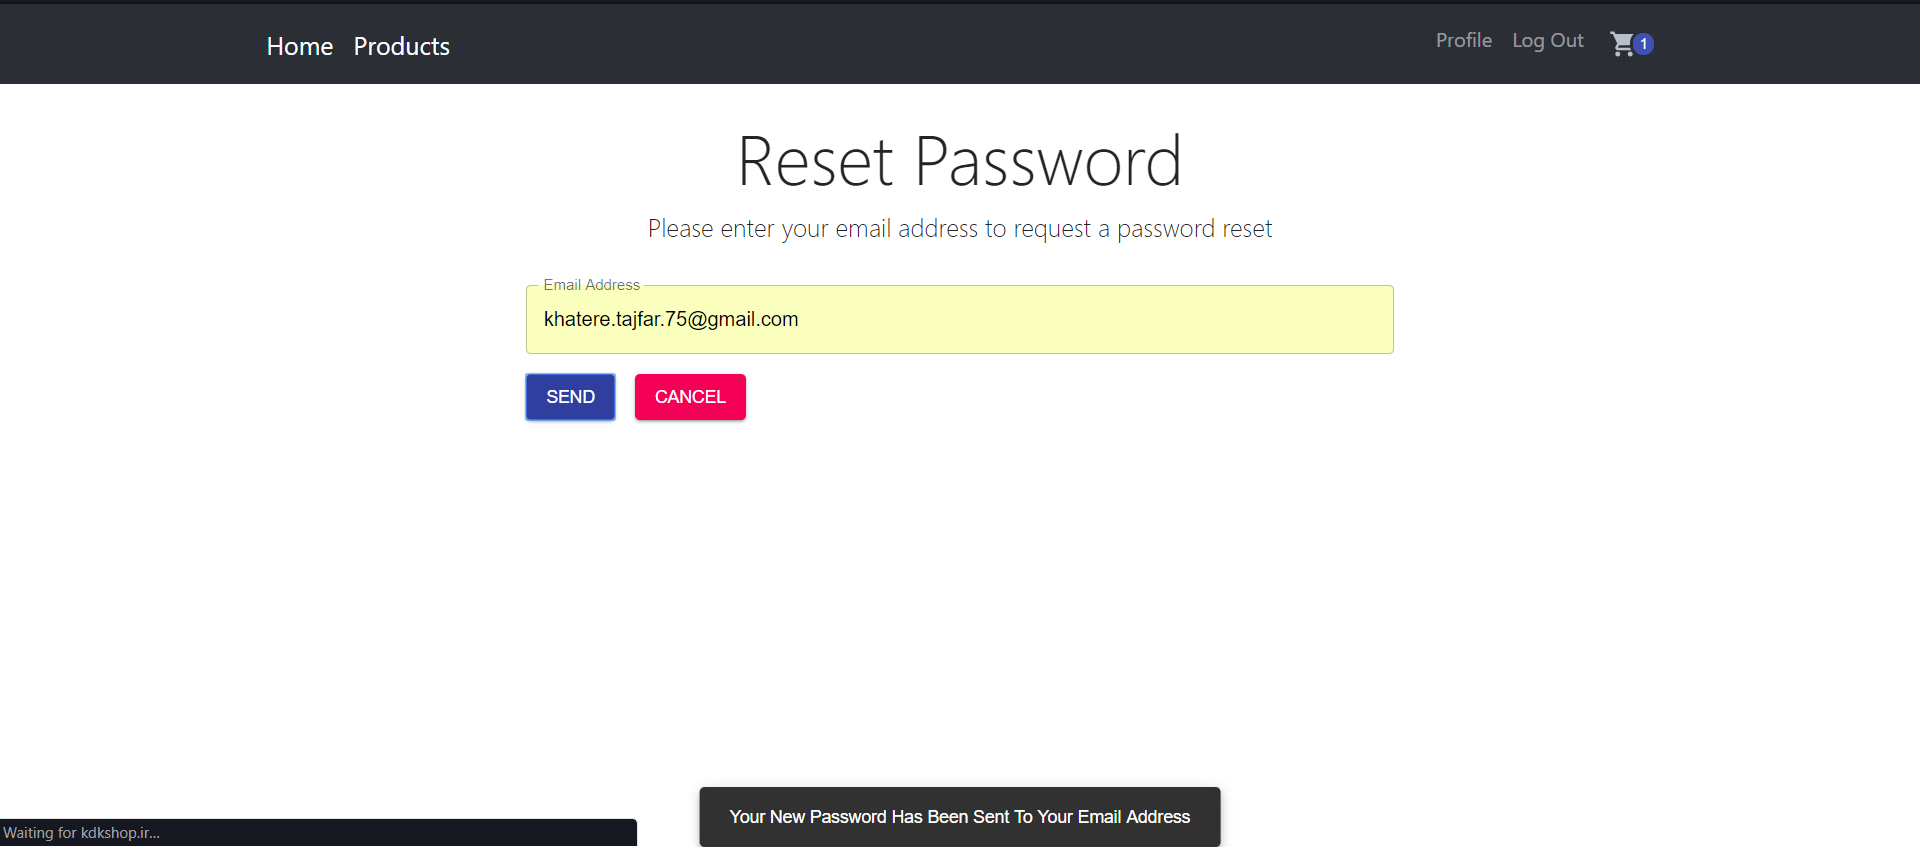 Home Products Profile Log Out 1
Reset Password
Please enter your email address to request a password reset
Email Address
khatere.tajfar.75@gmail.com
SEND CANCEL
Your New Password Has Been Sent To Your Email Address
Waiting for kdkshop.ir...